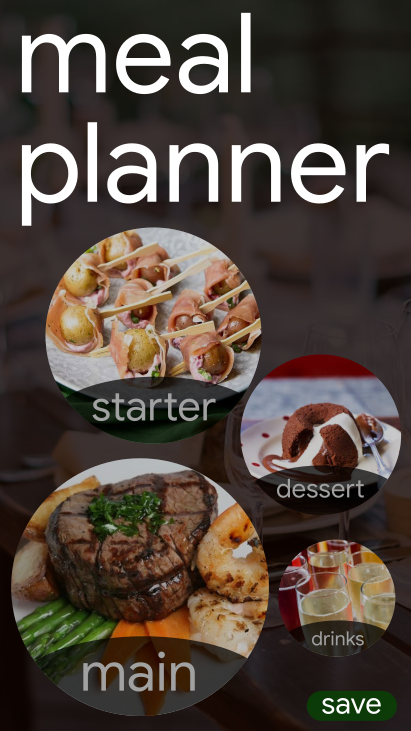 meal
planner
starter
dessert
main
drinks
save